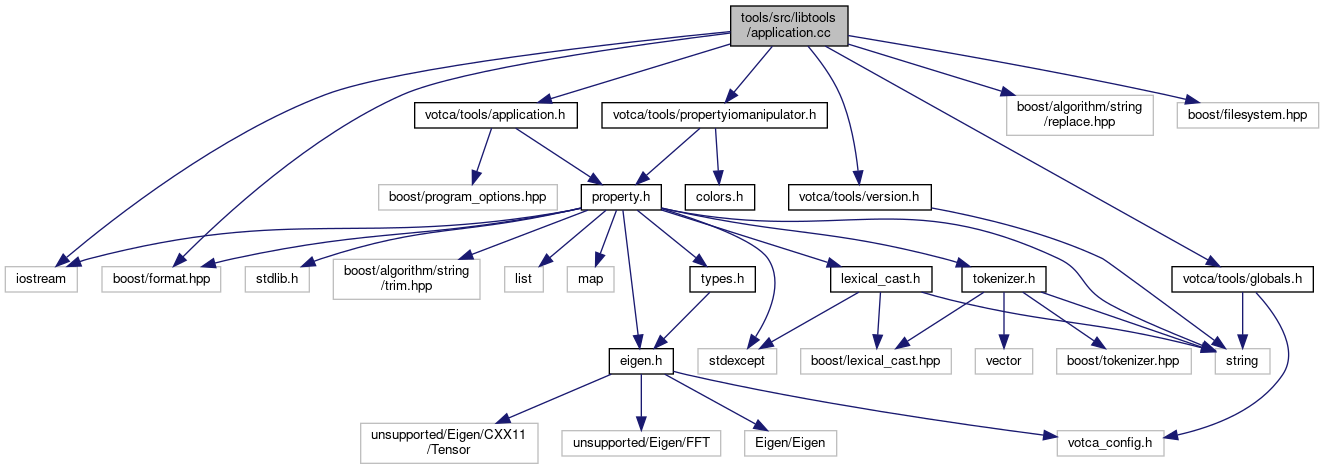 tools/src/libtools
/application.cc
votca/tools/application.h
votca/tools/propertyiomanipulator.h
boost/algorithm/string
/replace.hpp
boost/filesystem.hpp
boost/program_options.hpp
property.h
colors.h
votca/tools/version.h
iostream
boost/format.hpp
stdlib.h
boost/algorithm/string
/trim.hpp
list
map
types.h
lexical_cast.h
tokenizer.h
votca/tools/globals.h
eigen.h
stdexcept
boost/lexical_cast.hpp
vector
boost/tokenizer.hpp
string
unsupported/Eigen/CXX11
/Tensor
unsupported/Eigen/FFT
Eigen/Eigen
votca_config.h